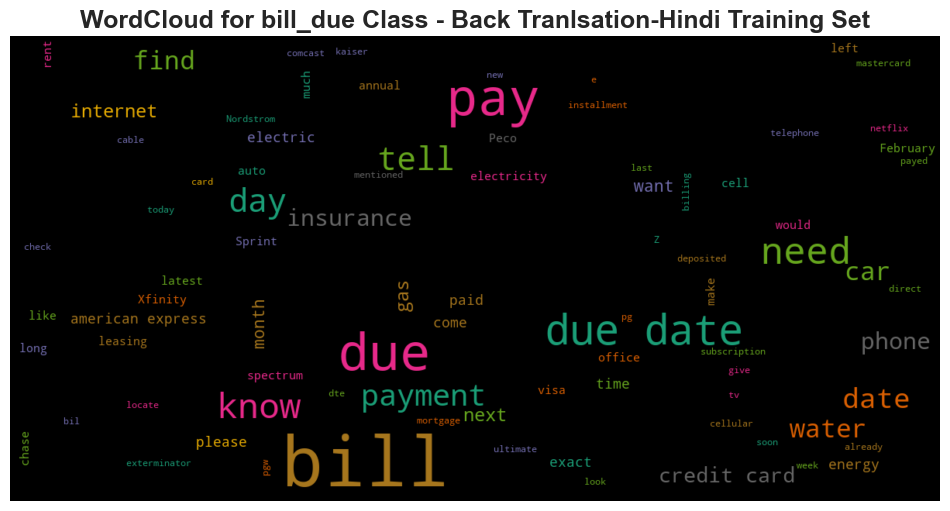 WordCloud for bill_due Class - Back Tranlsation-Hindi Training Set
rent
find
comcast
kaiser
left
mastercard
much
annual
new
pay
e
installment
internet
Nordstrom
cable
electric
Peco
telephone
netflix
February
payed
tell
auto
mentioned
electricity
last
want
billing
cell
card
day
insurance
today
would
check
Sprint
Z
need
deposited
car
direct
latest
Xfinity
gas
paid
make
like
american express
month
come
due date
pg
long
leasing
due
office
subscription
phone
spectrum
give
locate
know
dte
payment
visa
time
tv
date
bil
mortgage
next
cellular
water
chase
please
bill
ultimate
soon
already
exterminator
pgw
exact
look
credit card
week
energy